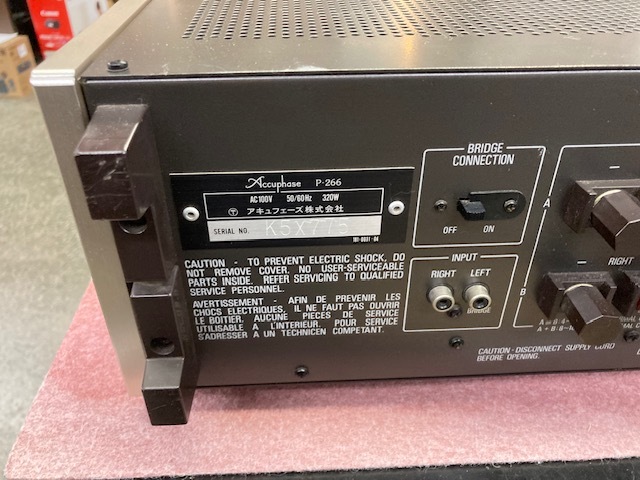 Canon
Accuphase P-266
AC100V 50/60Hz 320W
アキュフェーズ株式会社
SERIAL NO.
CAUTION - TO PREVENT ELECTRIC SHOCK, DO
NOT REMOVE COVER. NO USER-SERVICEABLE
PARTS INSIDE. REFER SERVICING TO QUALIFIED
SERVICE PERSONNEL.
AVERTISSEMENT - AFIN DE PREVENIR LES
CHOCS ELECTRIQUES, IL NE FAUT PAS OUVRIR
LE BOITIER. AUCUNE PIECES DE SERVICE
UTILISABLE A L'INTERIEUR. POUR SERVICE
S'ADRESSER A UN TECHNICIEN COMPETANT.
BRIDGE
CONNECTION
OFF ON
INPUT
RIGHT LEFT
BRIDGE
A
B
RIGHT
CAUTION-DISCONNECT SUPPLY CORD
BEFORE OPENING.